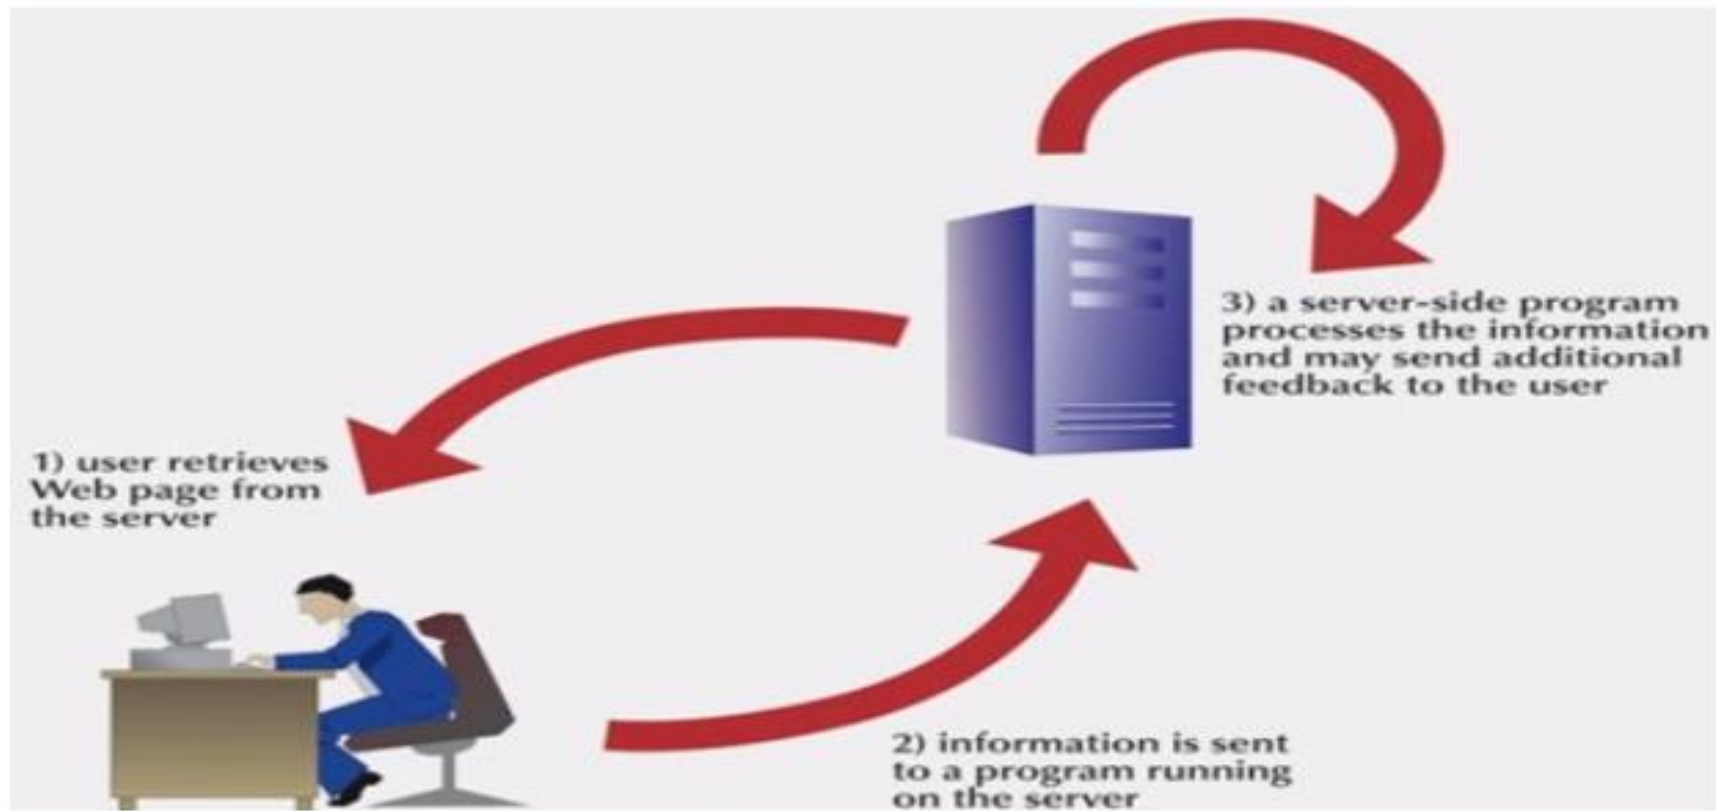 1) user retrieves
Web page from
the server
2) information is sent
to a program running
on the server
3) a server-side program
processes the information
and may send additional
feedback to the user